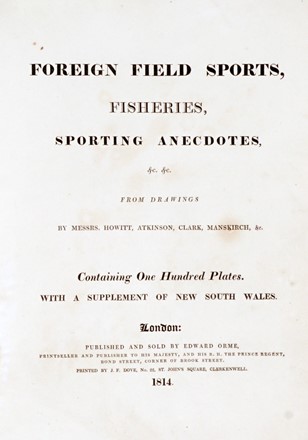 FOREIGN FIELD SPORTS,
FISHERIES,
SPORTING ANECDOTES,
&c. &c.
FROM DRAWINGS
BY MESSRS. HOWITT, ATKINSON, CLARK, MANSKIRCH, &c.
Containing One Hundred Plates.
WITH A SUPPLEMENT OF NEW SOUTH WALES.
London:
PUBLISHED AND SOLD BY EDWARD ORME,
PRINTSELLER AND PUBLISHER TO HIS MAJESTY, AND HIS R. H. THE PRINCE REGENT,
BOND STREET, CORNER OF BROOK STREET.
PRINTED BY J. F. DOVE, No. 22, ST. JOHN'S SQUARE, CLERKENWELL.
1814.